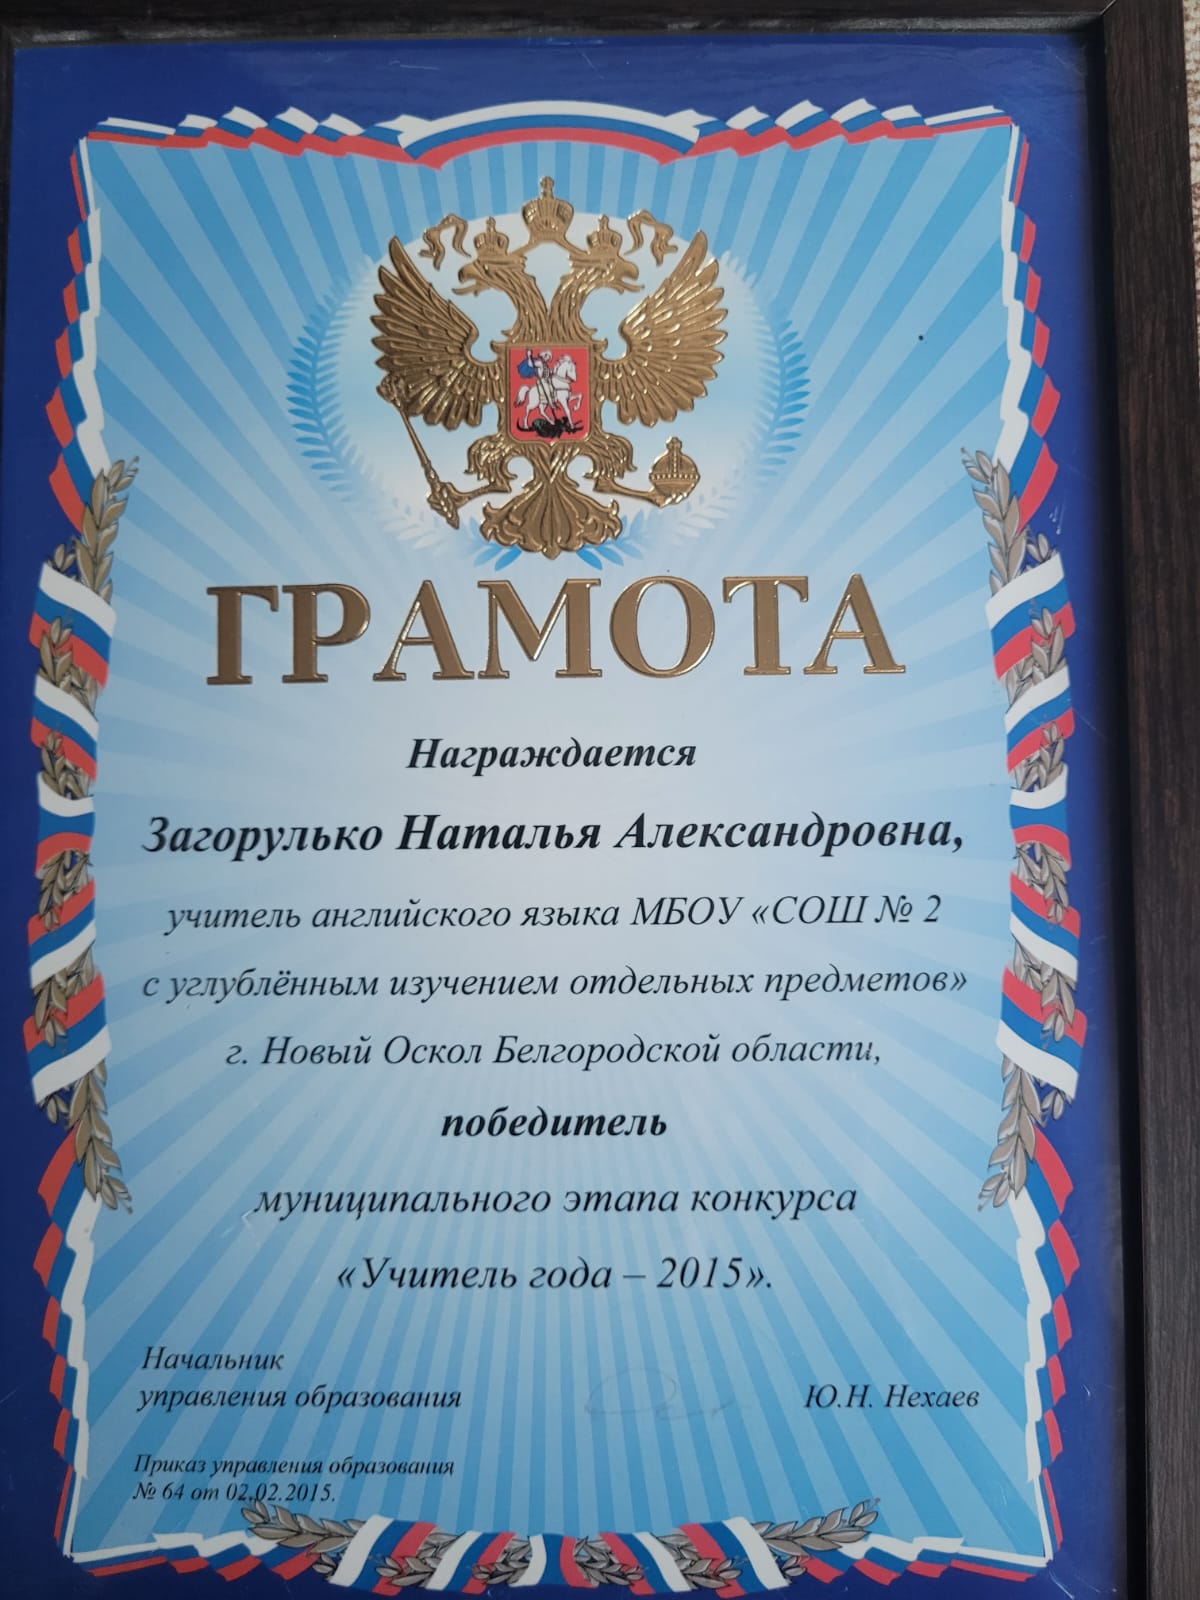 ГРАМОТА
Награждается
Загорулько Наталья Александровна,
учитель английского языка МБОУ «СОШ № 2
с углублённым изучением отдельных предметов»
г. Новый Оскол Белгородской области,
победитель
муниципального этапа конкурса
«Учитель года – 2015».
Начальник
управления образования Ю.Н. Нехаев
Приказ управления образования
№ 64 от 02.02.2015.